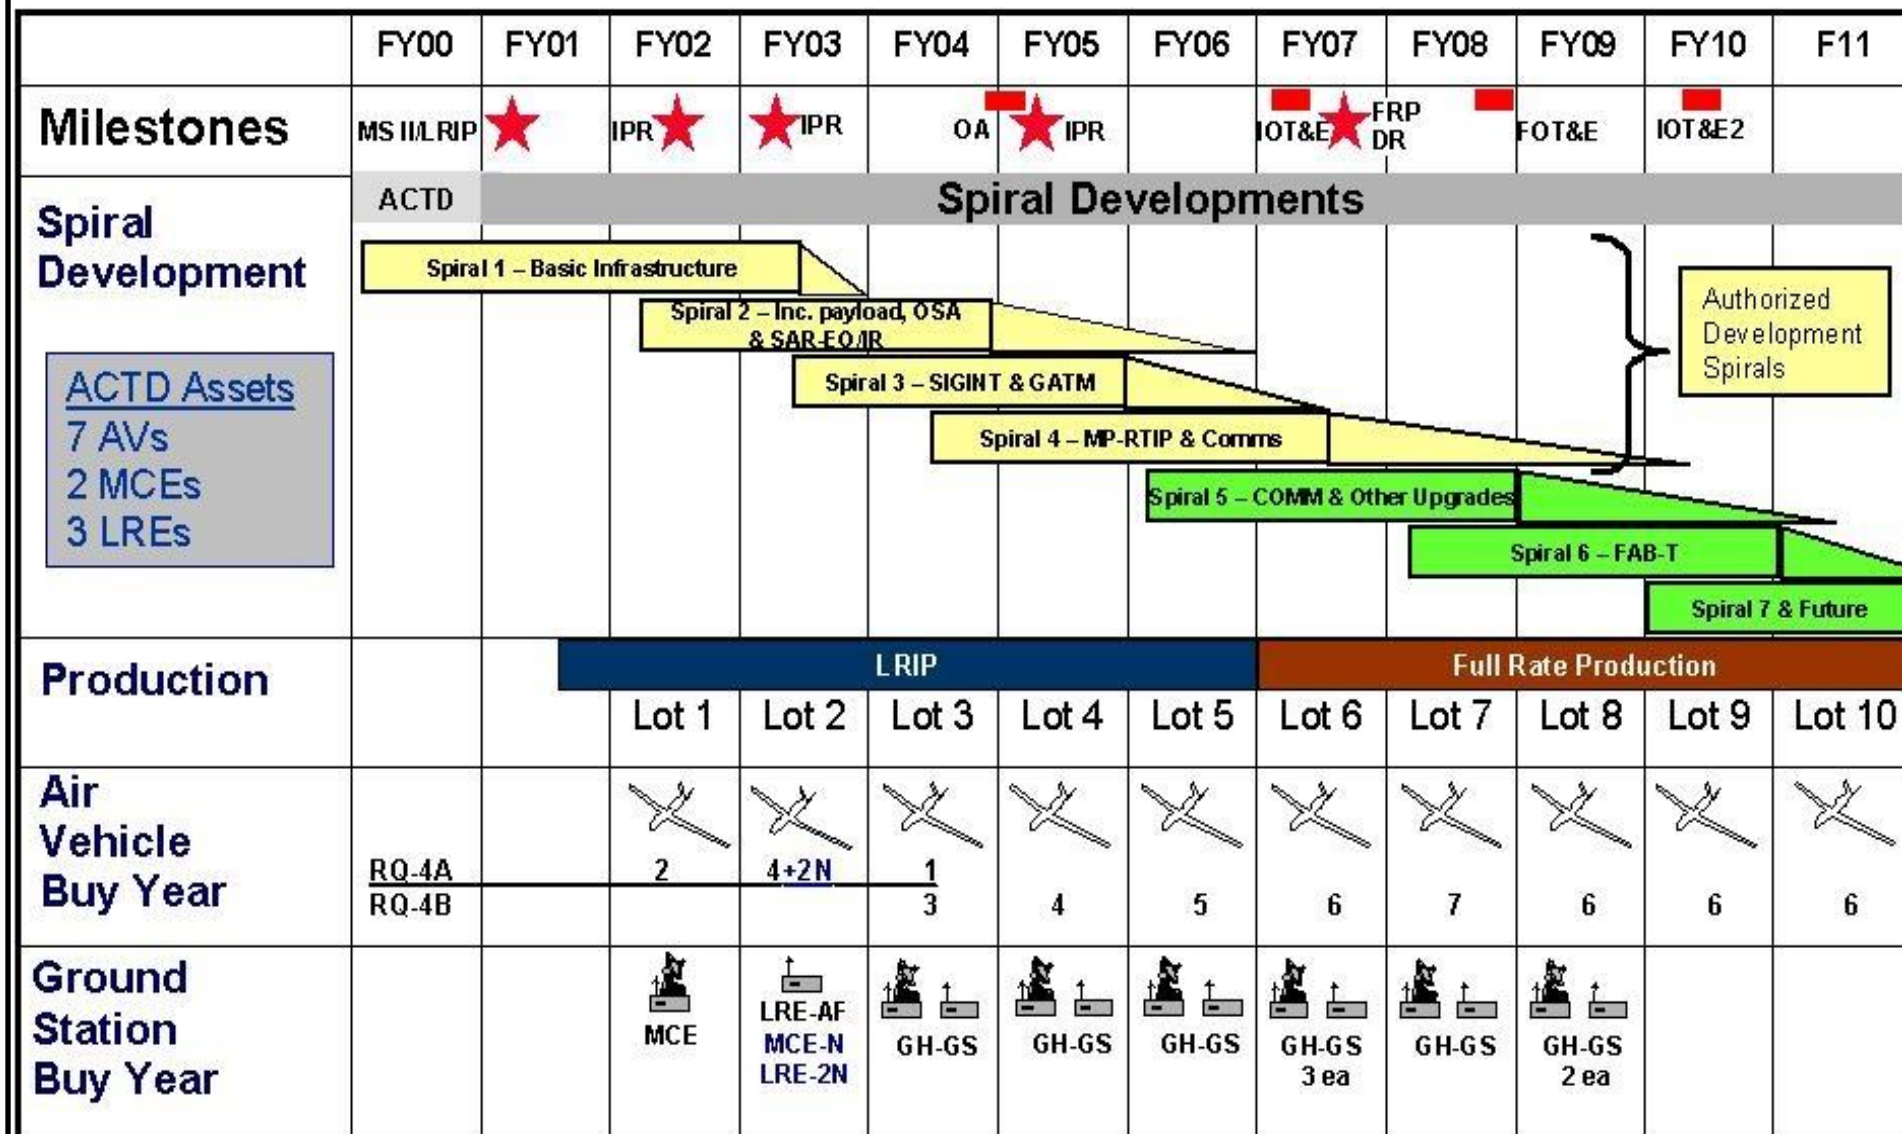 FY00 FY01 FY02 FY03 FY04 FY05 FY06 FY07 FY08 FY09 FY10 F11
Milestones MS II/LRIP IPR IPR OA IPR IOT&E FRP DR FOT&E IOT&E2
ACTD Spiral Developments
Spiral
Development
Spiral 1 – Basic Infrastructure
Spiral 2 – Inc. payload, OSA
& SAR-EO/IR
Spiral 3 – SIGINT & GATM
Spiral 4 – MP-RTIP & Comms
Spiral 5 – COMM & Other Upgrades
Spiral 6 – FAB-T
Spiral 7 & Future
Authorized
Development
Spirals
ACTD Assets
7 AVs
2 MCEs
3 LREs
Production LRIP Full Rate Production
Lot 1 Lot 2 Lot 3 Lot 4 Lot 5 Lot 6 Lot 7 Lot 8 Lot 9 Lot 10
Air
Vehicle
Buy Year
RQ-4A 2 4+2N 1
RQ-4B 3 4 5 6 7 6 6 6
Ground
Station
Buy Year
MCE
LRE-AF
MCE-N
LRE-2N
GH-GS
GH-GS
GH-GS
GH-GS
3 ea
GH-GS
GH-GS
2 ea